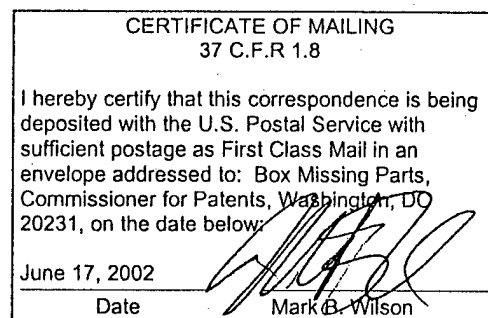 CERTIFICATE OF MAILING
37 C.F.R 1.8
I hereby certify that this correspondence is being
deposited with the U.S. Postal Service with
sufficient postage as First Class Mail in an
envelope addressed to: Box Missing Parts,
Commissioner for Patents, Washington, DC
20231, on the date below:
June 17, 2002
Date Mark B. Wilson